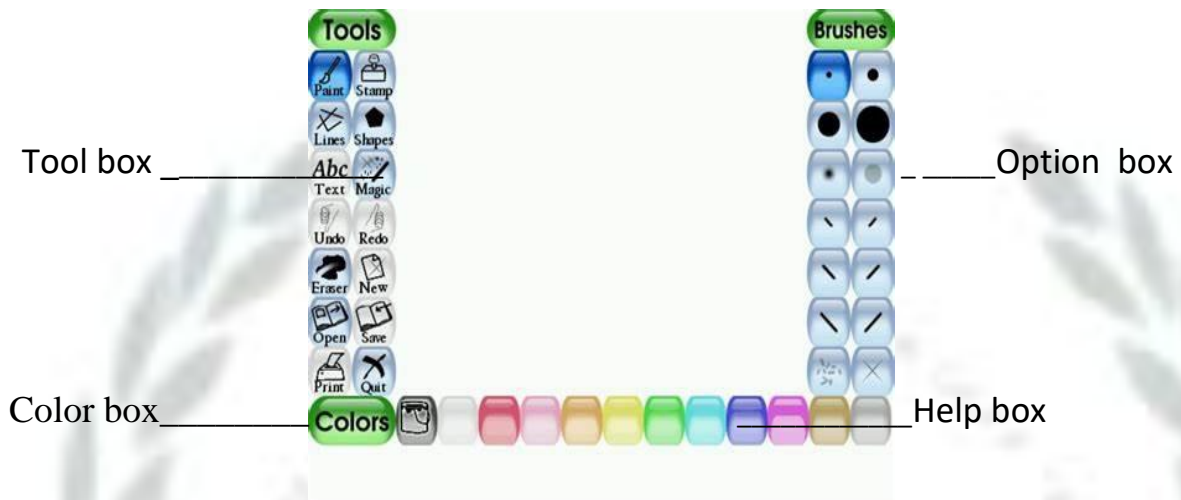 Tools
Brushes
Paint Stamp
Lines Shapes
Tool box
Abc
Text Magic
Option box
Undo Redo
Eraser New
Open Save
Print Quit
Color box
Colors
Help box